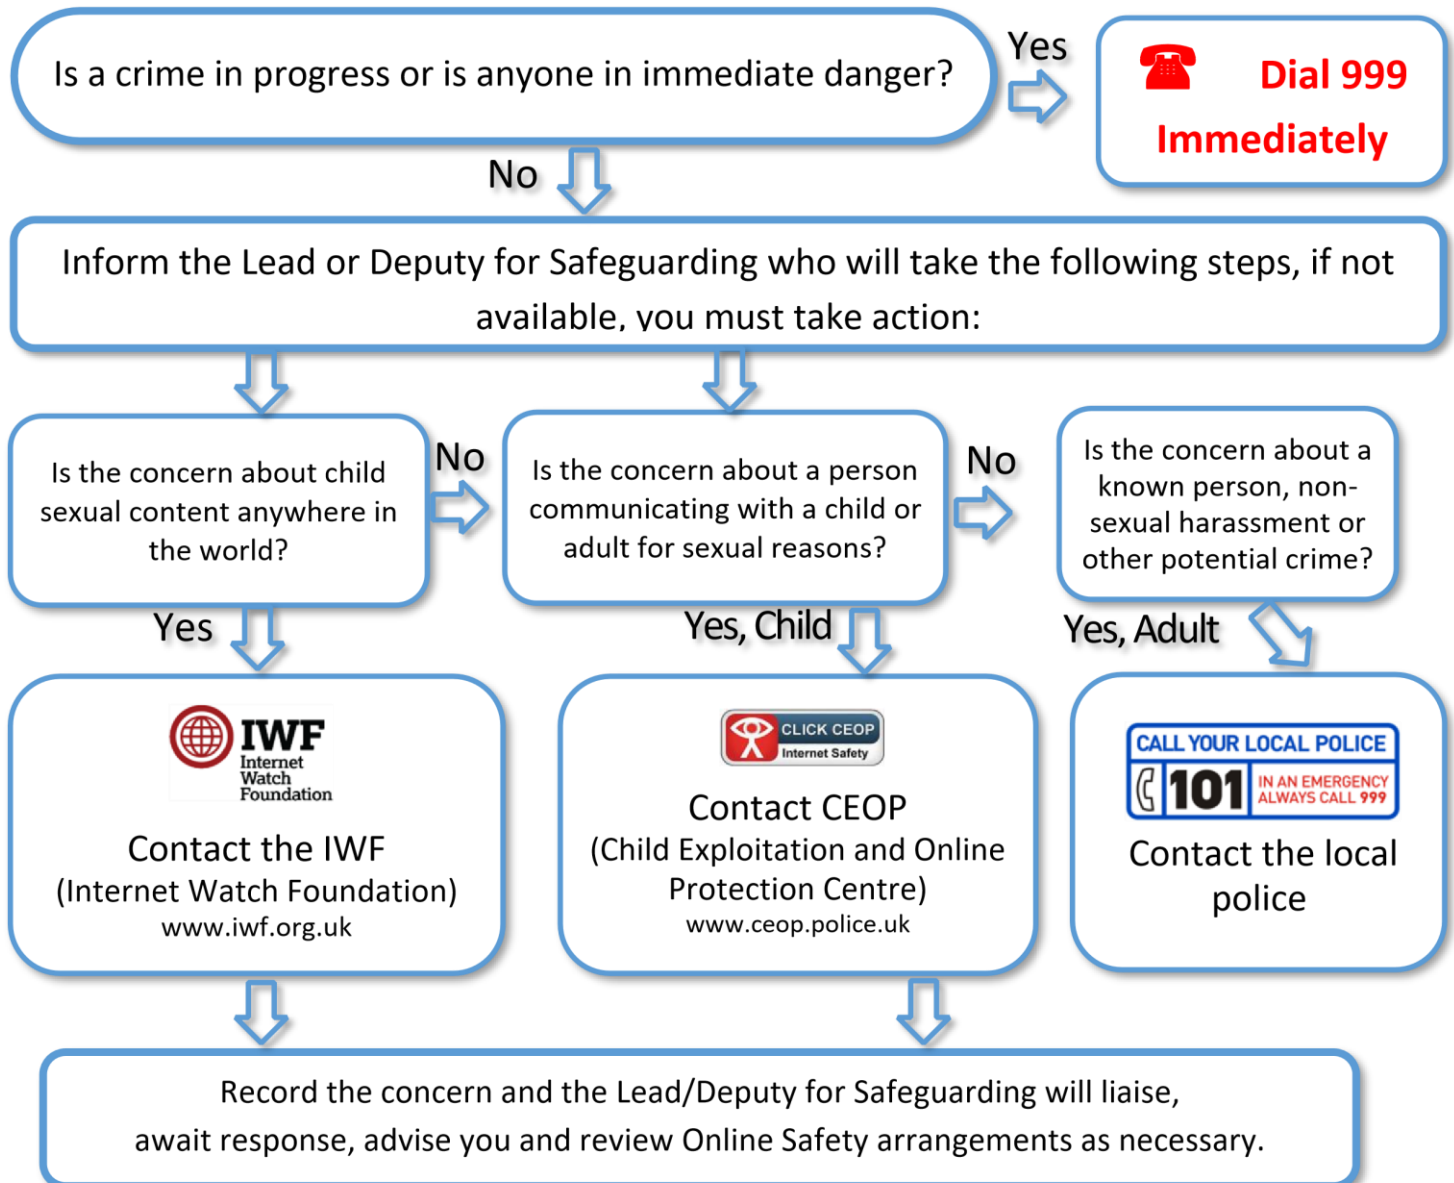 Is a crime in progress or is anyone in immediate danger?
Yes
Dial 999
Immediately
No
Inform the Lead or Deputy for Safeguarding who will take the following steps, if not
available, you must take action:
Is the concern about child
sexual content anywhere in
the world?
No
Is the concern about a person
communicating with a child or
adult for sexual reasons?
No
Is the concern about a
known person, non-
sexual harassment or
other potential crime?
Yes
Yes, Child
Yes, Adult
IWF
Internet
Watch
Foundation
Contact the IWF
(Internet Watch Foundation)
www.iwf.org.uk
CLICK CEOP
Internet Safety
Contact CEOP
(Child Exploitation and Online
Protection Centre)
www.ceop.police.uk
CALL YOUR LOCAL POLICE
101
IN AN EMERGENCY
ALWAYS CALL 999
Contact the local
police
Record the concern and the Lead/Deputy for Safeguarding will liaise,
await response, advise you and review Online Safety arrangements as necessary.